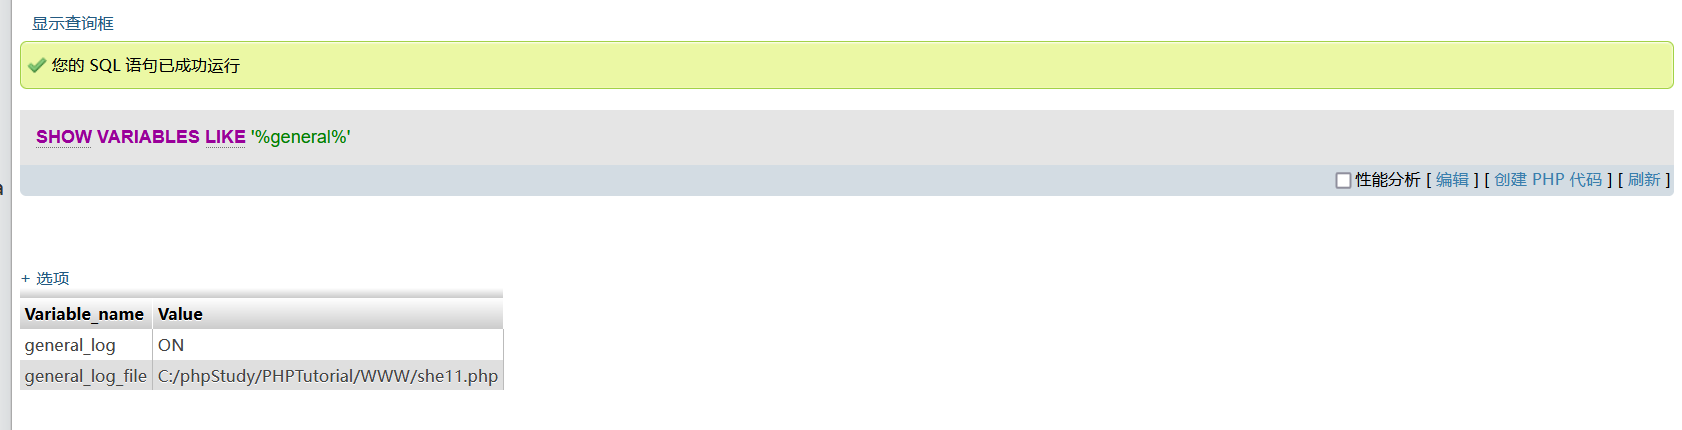 显示查询框
您的 SQL 语句已成功运行
SHOW VARIABLES LIKE '%general%'
性能分析 [ 编辑 ] [ 创建 PHP 代码 ] [ 刷新 ]
+ 选项
Variable_name Value
general_log ON
general_log_file C:/phpStudy/PHPTutorial/WWW/she11.php